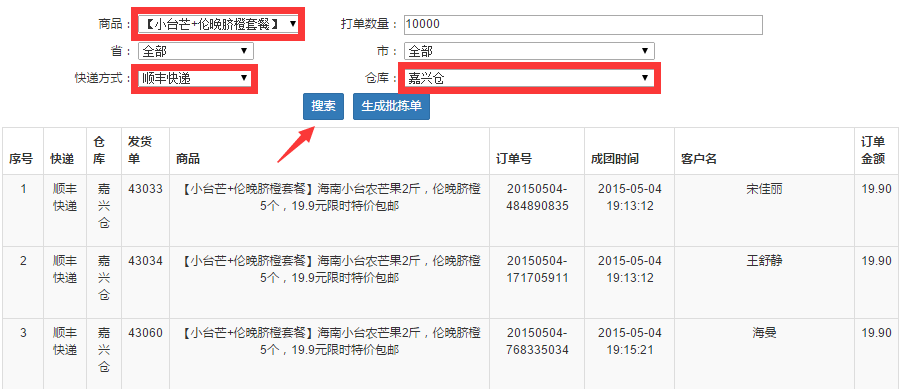 商品： 【小台芒+伦晚脐橙套餐】 打单数量： 10000
省： 全部 市： 全部
快递方式： 顺丰快递 仓库： 嘉兴仓
搜索 生成批拣单
序号 快递 仓库 发货单 商品 订单号 成团时间 客户名 订单金额
1 顺丰快递 嘉兴仓 43033 【小台芒+伦晚脐橙套餐】海南小台农芒果2斤，伦晚脐橙5个，19.9元限时特价包邮 20150504-484890835 2015-05-04 19:13:12 宋佳丽 19.90
2 顺丰快递 嘉兴仓 43034 【小台芒+伦晚脐橙套餐】海南小台农芒果2斤，伦晚脐橙5个，19.9元限时特价包邮 20150504-171705911 2015-05-04 19:13:12 王舒静 19.90
3 顺丰快递 嘉兴仓 43060 【小台芒+伦晚脐橙套餐】海南小台农芒果2斤，伦晚脐橙5个，19.9元限时特价包邮 20150504-768335034 2015-05-04 19:15:21 海曼 19.90